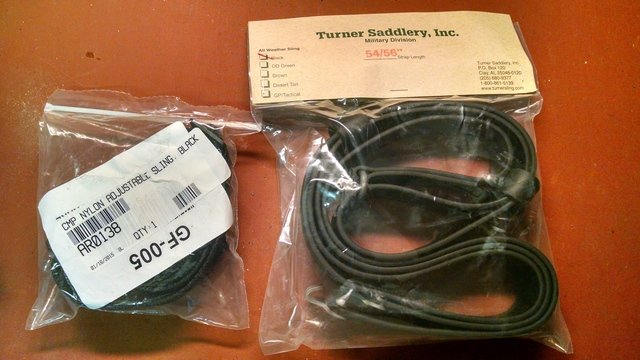 CMP NYLON ADJUSTABLE SLING, BLACK
AR0138
QTY: 1
GF-005
Turner Saddlery, Inc.
Military Division
All Weather Sling
54/56" Strap Length
Black
OD Green
Brown
Desert Tan
GP/Tactical
Turner Saddlery, Inc.
P.O. Box 120
Clay, AL 35048-0120
www.turnersling.com